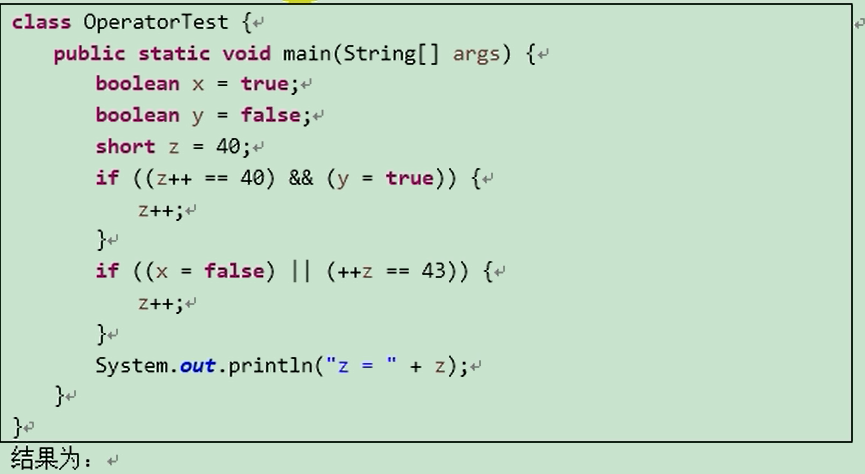 class OperatorTest {
public static void main(String[] args) {
boolean x = true;
boolean y = false;
short z = 40;
if ((z++ == 40) && (y = true)) {
z++;
}
if ((x = false) || (++z == 43)) {
z++;
}
System.out.println("z = " + z);
}
}
结果为：